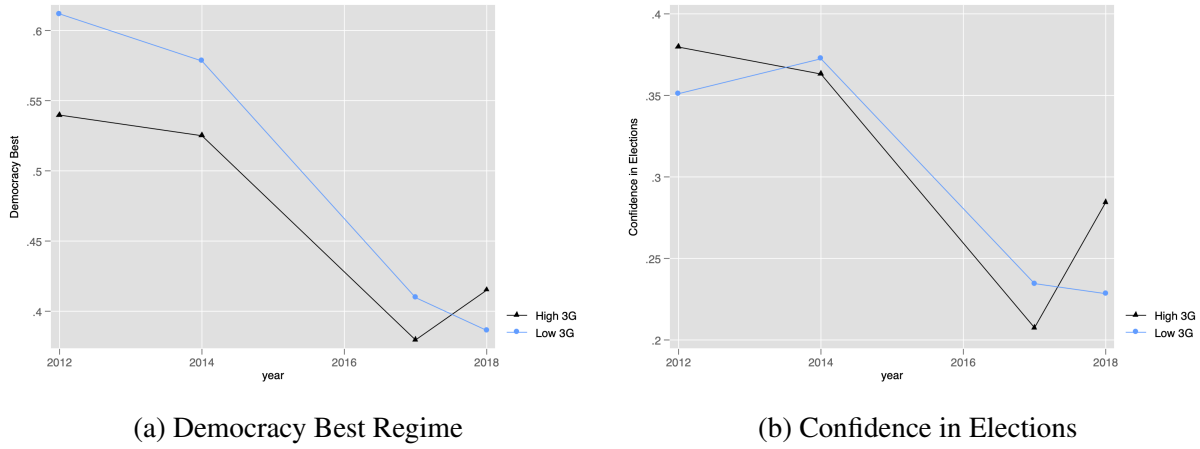 Democracy Best
.6
.55
.5
.45
.4
2012 2014 2016 2018
year
High 3G
Low 3G
(a) Democracy Best Regime
Confidence in Elections
.4
.35
.3
.25
.2
2012 2014 2016 2018
year
High 3G
Low 3G
(b) Confidence in Elections